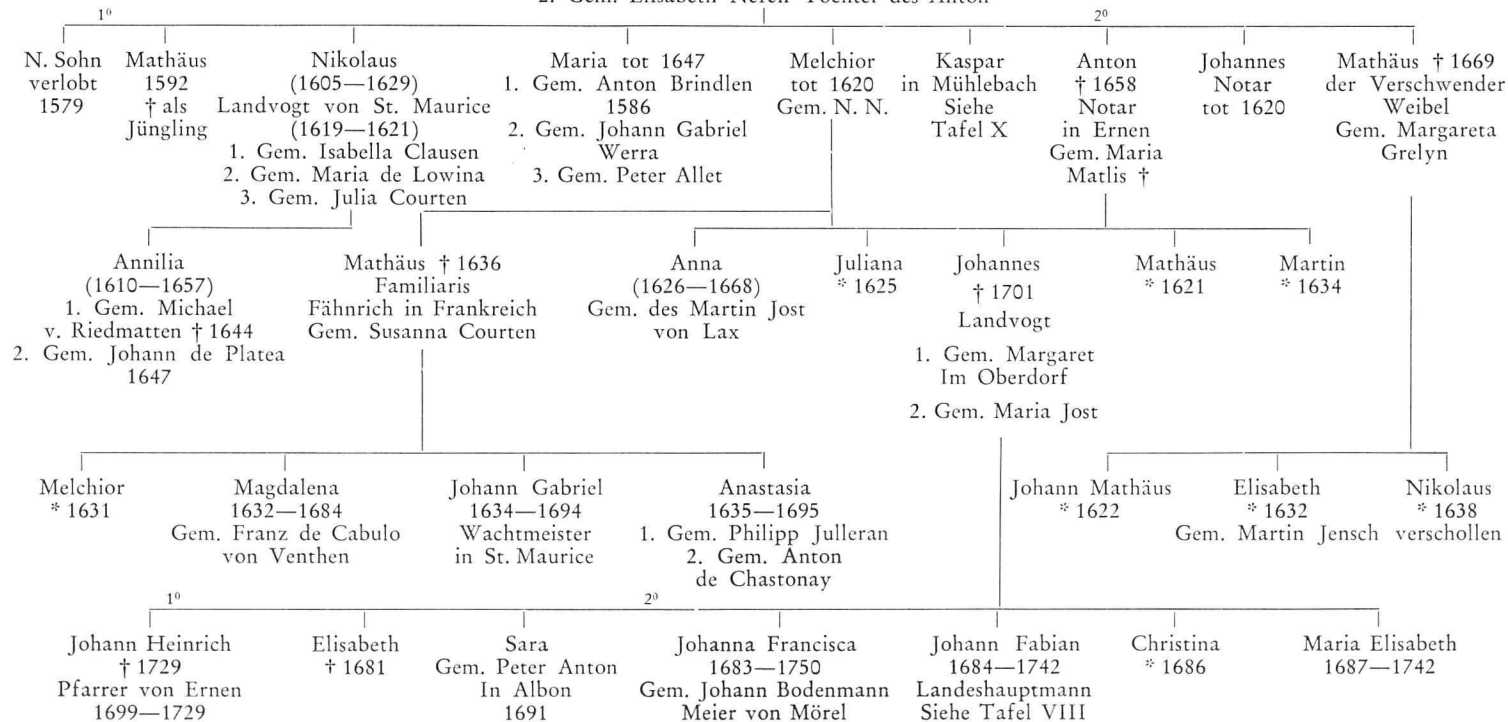 2. Gem. Elisabeth Tochter des Anton
1⁰ 2⁰
N. Sohn
verlobt
1579
Mathäus
1592
† als
Jüngling
Nikolaus
(1605—1629)
Landvogt von St. Maurice
(1619—1621)
1. Gem. Isabella Clausen
2. Gem. Maria de Lowina
3. Gem. Julia Courten
Maria tot 1647
1. Gem. Anton Brindlen
1586
2. Gem. Johann Gabriel
Werra
3. Gem. Peter Allet
Melchior
tot 1620
Gem. N. N.
Kaspar
in Mühlebach
Siehe
Tafel X
Anton
† 1658
Notar
in Ernen
Gem. Maria
Matlis †
Johannes
Notar
tot 1620
Mathäus † 1669
der Verschwender
Weibel
Gem. Margareta
Grelyn
Annilia
(1610—1657)
1. Gem. Michael
v. Riedmatten † 1644
2. Gem. Johann de Platea
1647
Mathäus † 1636
Familiaris
Fähnrich in Frankreich
Gem. Susanna Courten
Anna
(1626—1668)
Gem. des Martin Jost
von Lax
Juliana
* 1625
Johannes
† 1701
Landvogt
1. Gem. Margaret
Im Oberdorf
2. Gem. Maria Jost
Mathäus
* 1621
Martin
* 1634
Melchior
* 1631
Magdalena
1632—1684
Gem. Franz de Cabulo
von Venthen
Johann Gabriel
1634—1694
Wachtmeister
in St. Maurice
Anastasia
1635—1695
1. Gem. Philipp Julleran
2. Gem. Anton
de Chastonay
Johann Mathäus
* 1622
Elisabeth
* 1632
Gem. Martin Jensch
Nikolaus
* 1638
verschollen
1⁰ 2⁰
Johann Heinrich
† 1729
Pfarrer von Ernen
1699—1729
Elisabeth
† 1681
Sara
Gem. Peter Anton
In Albon
1691
Johanna Francisca
1683—1750
Gem. Johann Bodenmann
Meier von Mörel
Johann Fabian
1684—1742
Landeshauptmann
Siehe Tafel VIII
Christina
* 1686
Maria Elisabeth
1687—1742